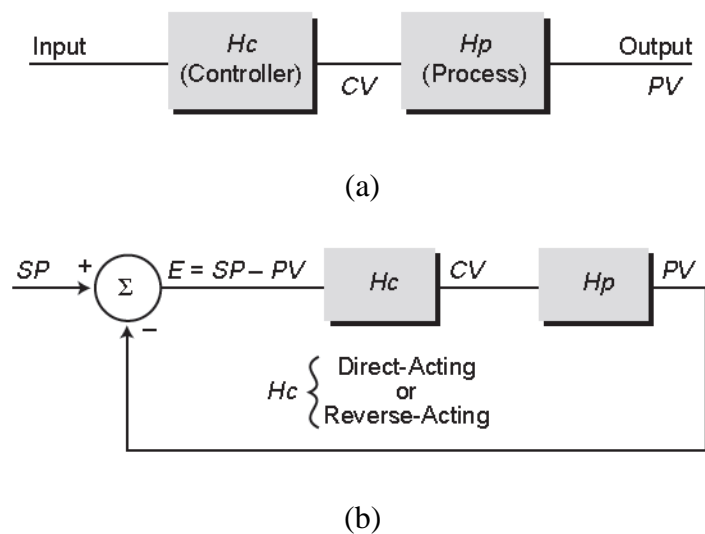 Input
Hc
(Controller)
CV
Hp
(Process)
Output
PV
(a)
SP
+
Σ
−
E = SP – PV
Hc
CV
Hp
PV
Hc { Direct-Acting
or
Reverse-Acting
(b)